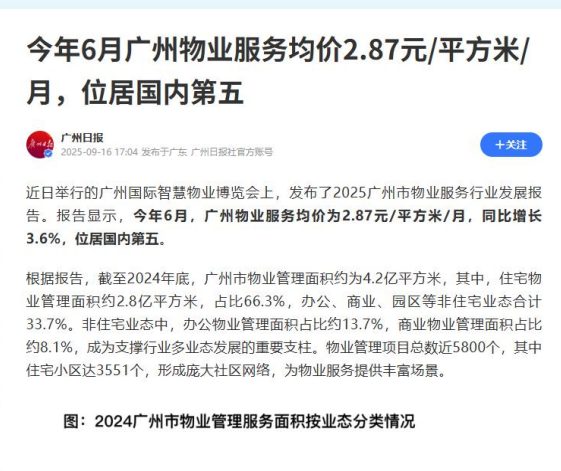 今年6月广州物业服务均价2.87元/平方米/
月，位居国内第五
广州日报
2025-09-16 17:04 发布于广东 广州日报社官方账号
+关注
近日举行的广州国际智慧物业博览会上，发布了2025广州市物业服务行业发展报
告。报告显示，今年6月，广州物业服务均价为2.87元/平方米/月，同比增长
3.6%，位居国内第五。
根据报告，截至2024年底，广州市物业管理面积约为4.2亿平方米，其中，住宅物
业管理面积约2.8亿平方米，占比66.3%，办公、商业、园区等非住宅业态合计
33.7%。非住宅业态中，办公物业管理面积占比约13.7%，商业物业管理面积占比
约8.1%，成为支撑行业多业态发展的重要支柱。物业管理项目总数近5800个，其中
住宅小区达3551个，形成庞大社区网络，为物业服务提供丰富场景。
图：2024广州市物业管理服务面积按业态分类情况